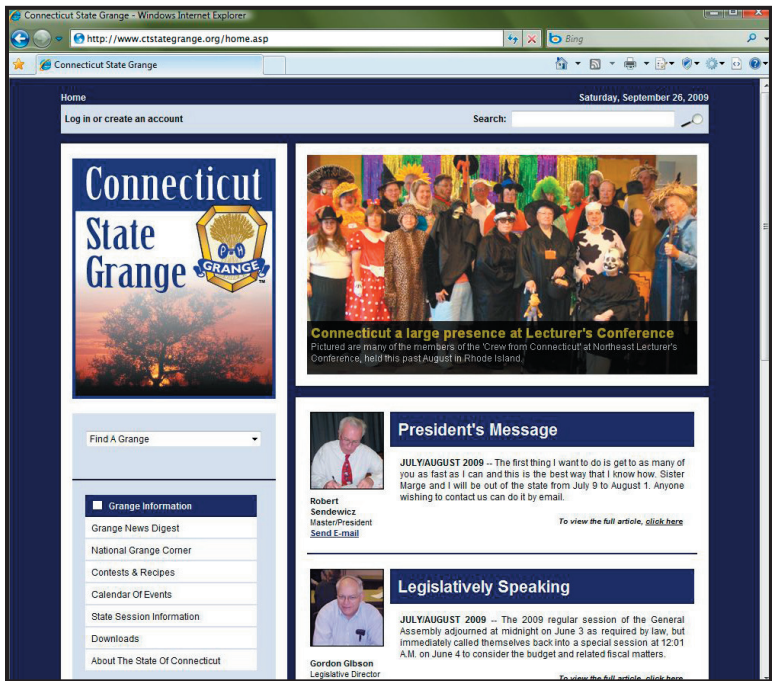 Connecticut State Grange - Windows Internet Explorer
http://www.ctstategrange.org/home.asp
Bing
Connecticut State Grange
Home
Saturday, September 26, 2009
Log in or create an account
Search:
Connecticut
State
Grange
P of H
GRANGE
TM
Connecticut a large presence at Lecturer's Conference
Pictured are many of the members of the 'Crew from Connecticut' at Northeast Lecturer's
Conference, held this past August in Rhode Island.
Find A Grange
Grange Information
Grange News Digest
National Grange Corner
Contests & Recipes
Calendar Of Events
State Session Information
Downloads
About The State Of Connecticut
Robert
Sendewicz
Master/President
Send E-mail
President's Message
JULY/AUGUST 2009 -- The first thing I want to do is get to as many of
you as fast as I can and this is the best way that I know how. Sister
Marge and I will be out of the state from July 9 to August 1. Anyone
wishing to contact us can do it by email.
To view the full article, click here
Gordon Gibson
Legislative Director
Legislatively Speaking
JULY/AUGUST 2009 -- The 2009 regular session of the General
Assembly adjourned at midnight on June 3 as required by law, but
immediately called themselves back into a special session at 12:01
A.M. on June 4 to consider the budget and related fiscal matters.
To view the full article, click here